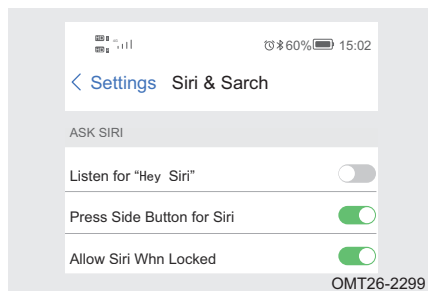 60% 15:02
Settings Siri & Sarch
ASK SIRI
Listen for "Hey Siri"
Press Side Button for Siri
Allow Siri Whn Locked
OMT26-2299